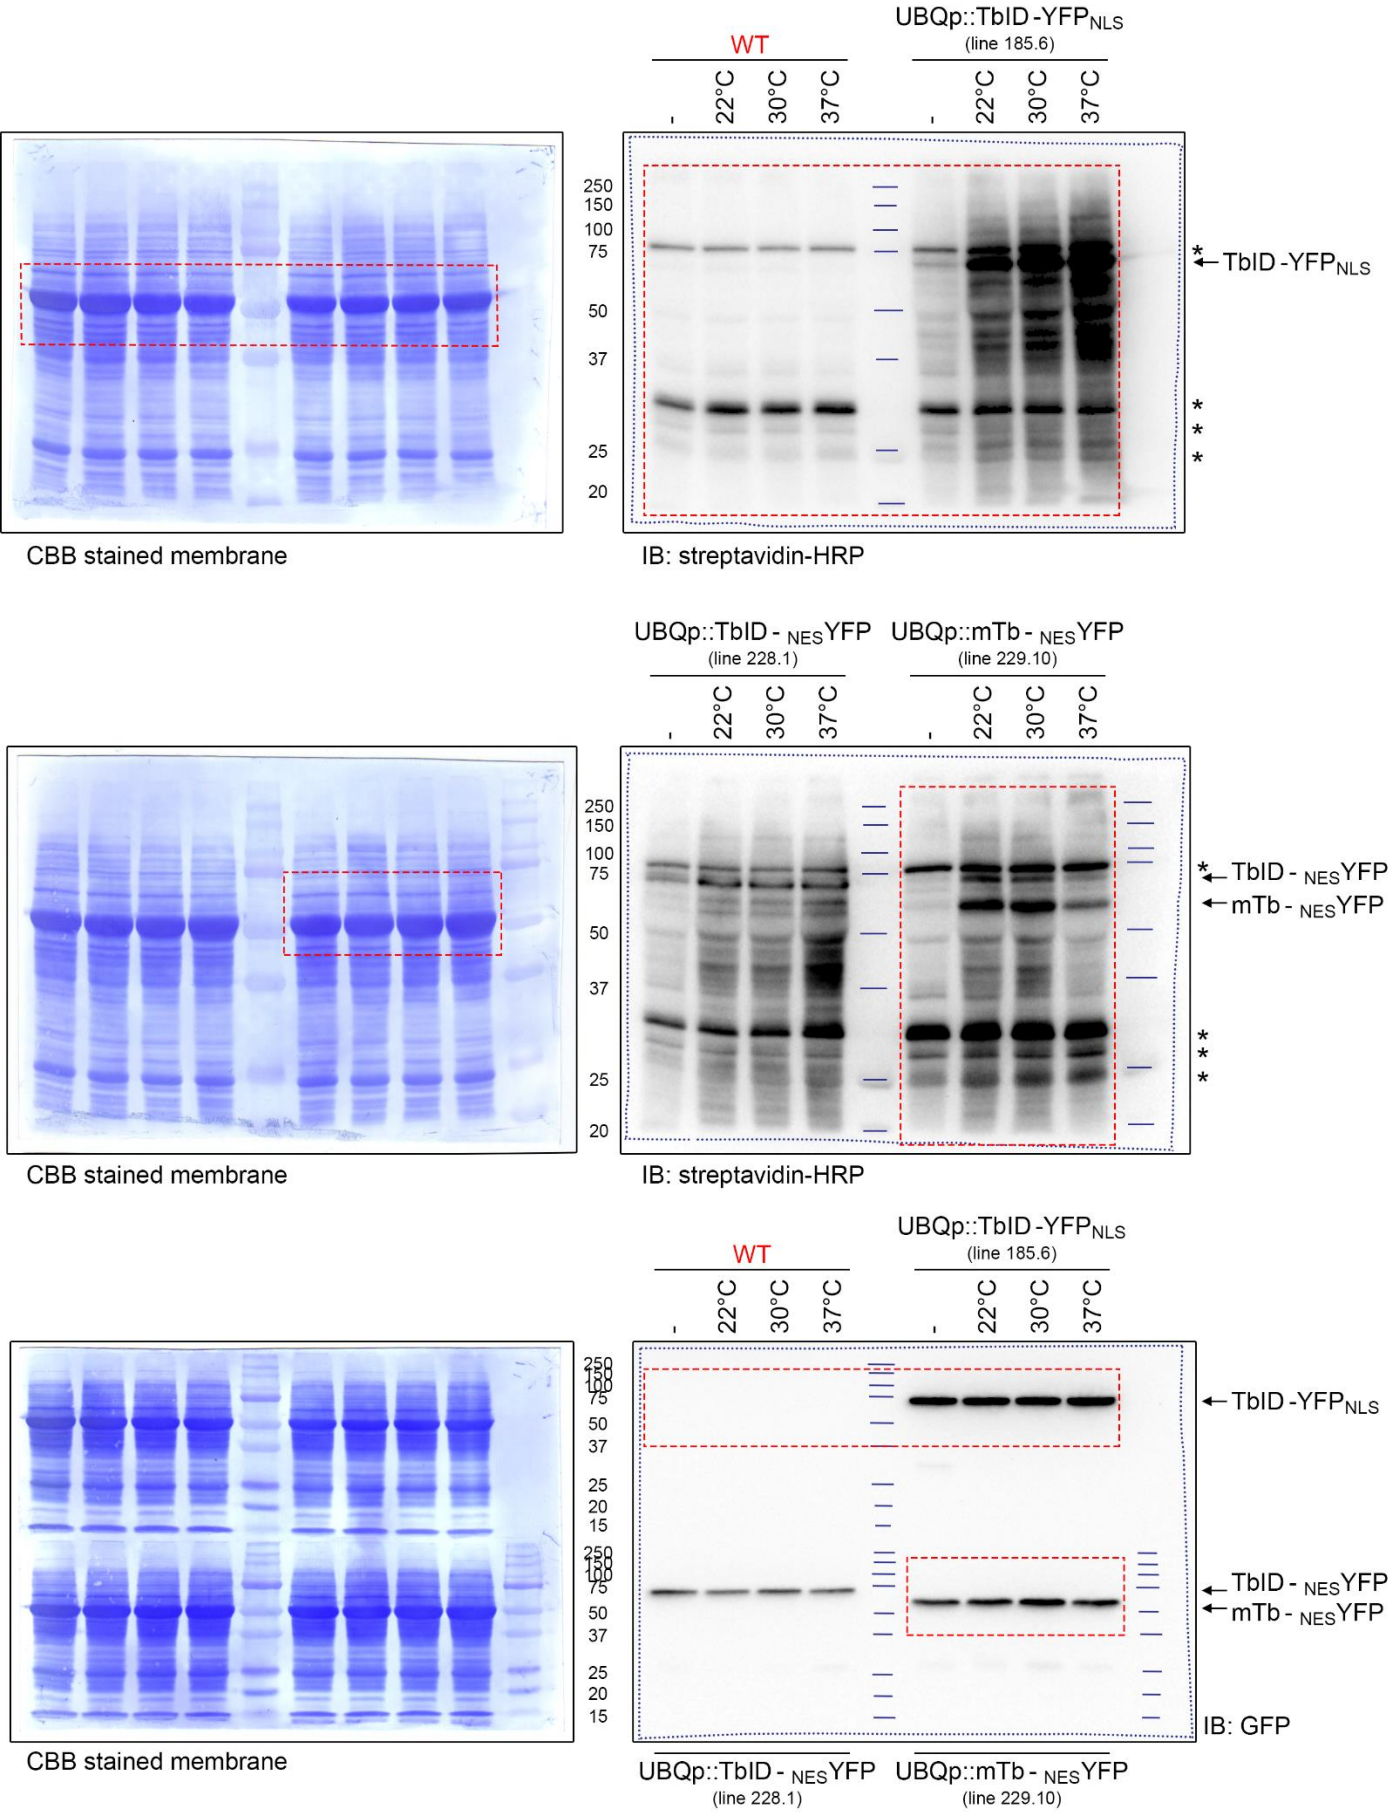 UBQp::TbID-YFPNLS
(line 185.6)
WT
- 22°C 30°C 37°C - 22°C 30°C 37°C
250
150
100
75
50
37
25
20
*
TbID-YFPNLS
*
*
*
CBB stained membrane
IB: streptavidin-HRP
UBQp::TbID-NESYFP UBQp::mTb-NESYFP
(line 228.1) (line 229.10)
- 22°C 30°C 37°C - 22°C 30°C 37°C
250
150
100
75
50
37
25
20
* TbID-NESYFP
mTb-NESYFP
*
*
*
CBB stained membrane
IB: streptavidin-HRP
UBQp::TbID-YFPNLS
(line 185.6)
WT
- 22°C 30°C 37°C - 22°C 30°C 37°C
250
150
100
75
50
37
25
20
15
TbID-YFPNLS
250
150
100
75
50
37
25
20
15
TbID-NESYFP
mTb-NESYFP
IB: GFP
CBB stained membrane
UBQp::TbID-NESYFP UBQp::mTb-NESYFP
(line 228.1) (line 229.10)